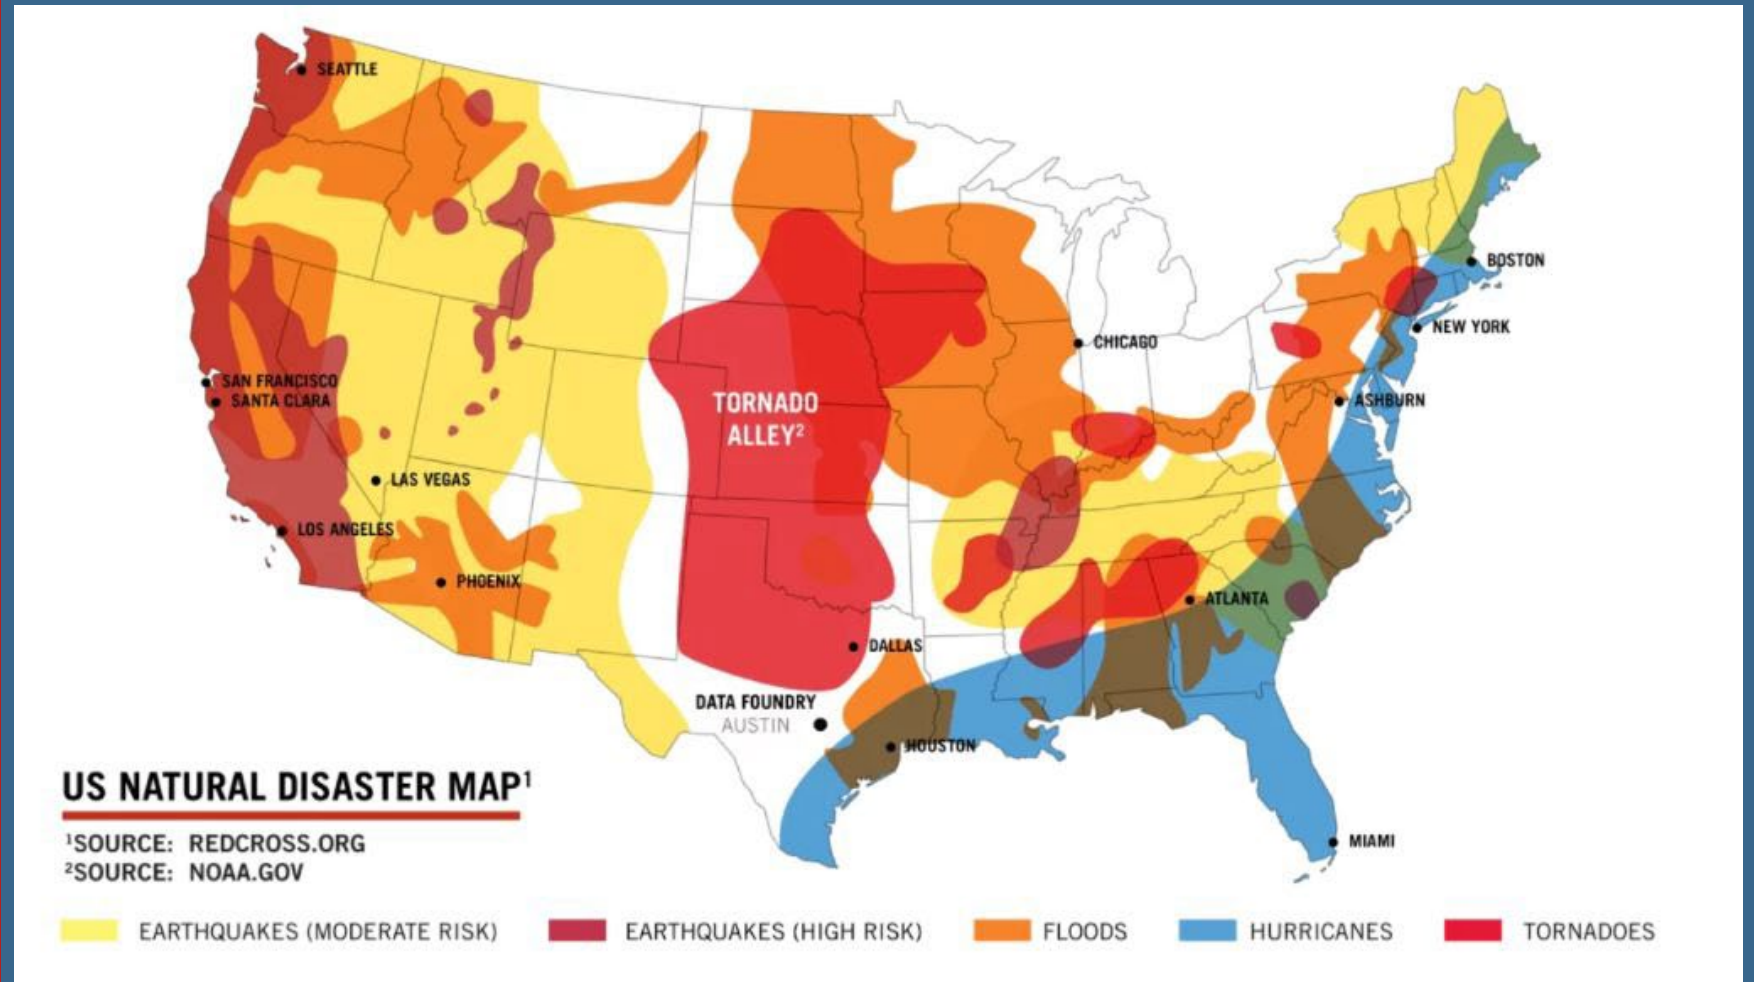 SEATTLE
BOSTON
NEW YORK
CHICAGO
SAN FRANCISCO
SANTA CLARA
TORNADO
ALLEY²
ASHBURN
LAS VEGAS
LOS ANGELES
PHOENIX
ATLANTA
DALLAS
DATA FOUNDRY
AUSTIN
HOUSTON
US NATURAL DISASTER MAP¹
¹SOURCE: REDCROSS.ORG
²SOURCE: NOAA.GOV
MIAMI
EARTHQUAKES (MODERATE RISK)
EARTHQUAKES (HIGH RISK)
FLOODS
HURRICANES
TORNADOES